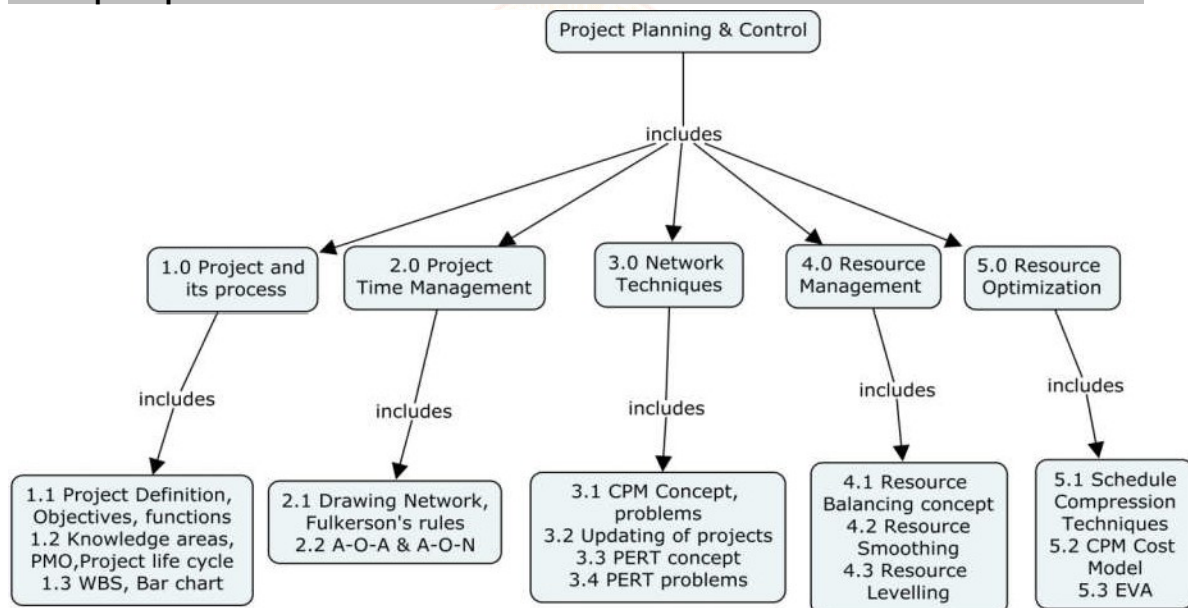 Project Planning & Control
includes
1.0 Project and
its process
2.0 Project
Time Management
3.0 Network
Techniques
4.0 Resource
Management
5.0 Resource
Optimization
includes
includes
includes
includes
includes
1.1 Project Definition,
Objectives, functions
1.2 Knowledge areas,
PMO,Project life cycle
1.3 WBS, Bar chart
2.1 Drawing Network,
Fulkerson's rules
2.2 A-O-A & A-O-N
3.1 CPM Concept,
problems
3.2 Updating of projects
3.3 PERT concept
3.4 PERT problems
4.1 Resource
Balancing concept
4.2 Resource
Smoothing
4.3 Resource
Levelling
5.1 Schedule
Compression
Techniques
5.2 CPM Cost
Model
5.3 EVA